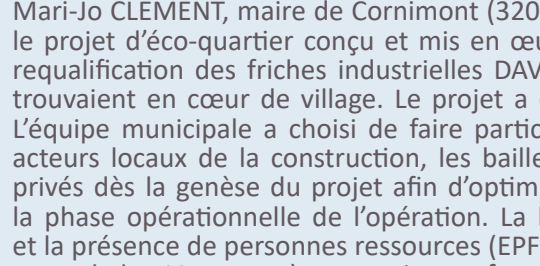 Mari-Jo CLEMENT, maire de Cornimont (320
le projet d'éco-quartier conçu et mis en œu
requalification des friches industrielles DAV
trouvaient en cœur de village. Le projet a
L'équipe municipale a choisi de faire partic
acteurs locaux de la construction, les baille
privés dès la genèse du projet afin d'optim
la phase opérationnelle de l'opération. La
et la présence de personnes ressources (EPF